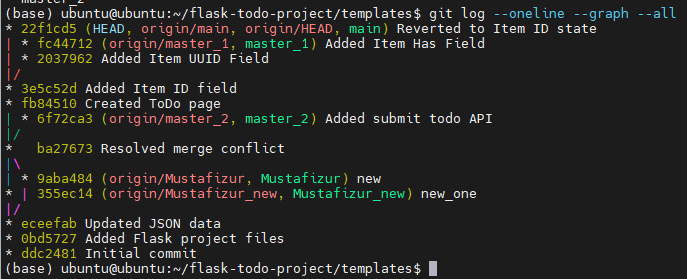 master_2
(base) ubuntu@ubuntu:~/flask-todo-project/templates$ git log --oneline --graph --all
* 22f1cd5 (HEAD, origin/main, origin/HEAD, main) Reverted to Item ID state
| * fc44712 (origin/master_1, master_1) Added Item Has Field
| * 2037962 Added Item UUID Field
|/
* 3e5c52d Added Item ID field
* fb84510 Created ToDo page
| * 6f72ca3 (origin/master_2, master_2) Added submit todo API
|/
*   ba27673 Resolved merge conflict
|\
| * 9aba484 (origin/Mustafizur, Mustafizur) new
* | 355ec14 (origin/Mustafizur_new, Mustafizur_new) new_one
|/
* eceefab Updated JSON data
* 0bd5727 Added Flask project files
* ddc2481 Initial commit
(base) ubuntu@ubuntu:~/flask-todo-project/templates$